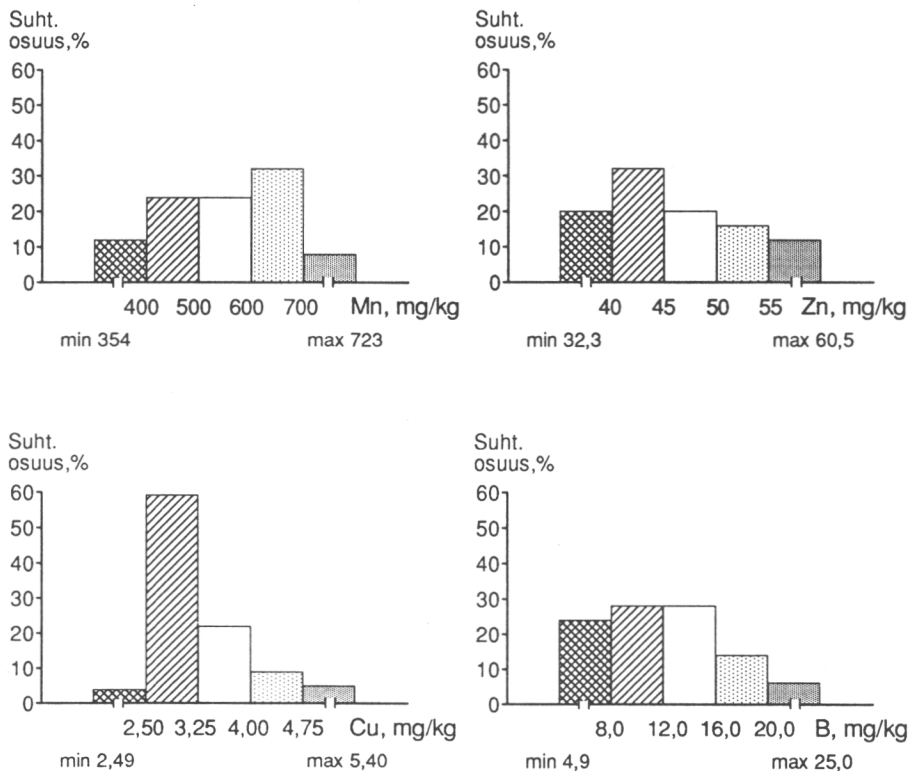 Suht.
osuus,%
60
50
40
30
20
10
0
400 500 600 700 Mn, mg/kg
min 354 max 723
Suht.
osuus,%
60
50
40
30
20
10
0
40 45 50 55 Zn, mg/kg
min 32,3 max 60,5
Suht.
osuus,%
60
50
40
30
20
10
0
2,50 3,25 4,00 4,75 Cu, mg/kg
min 2,49 max 5,40
Suht.
osuus,%
60
50
40
30
20
10
0
8,0 12,0 16,0 20,0 B, mg/kg
min 4,9 max 25,0